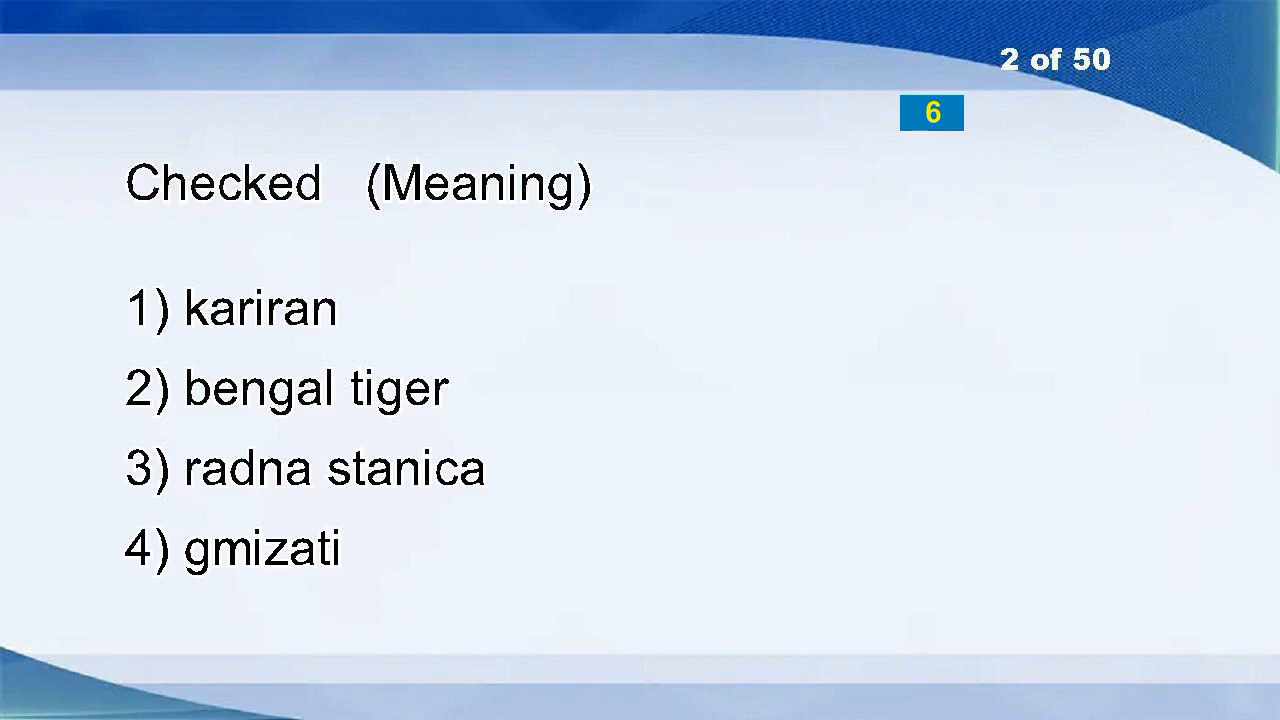 2 of 50
6
Checked (Meaning)
1) kariran
2) bengal tiger
3) radna stanica
4) gmizati